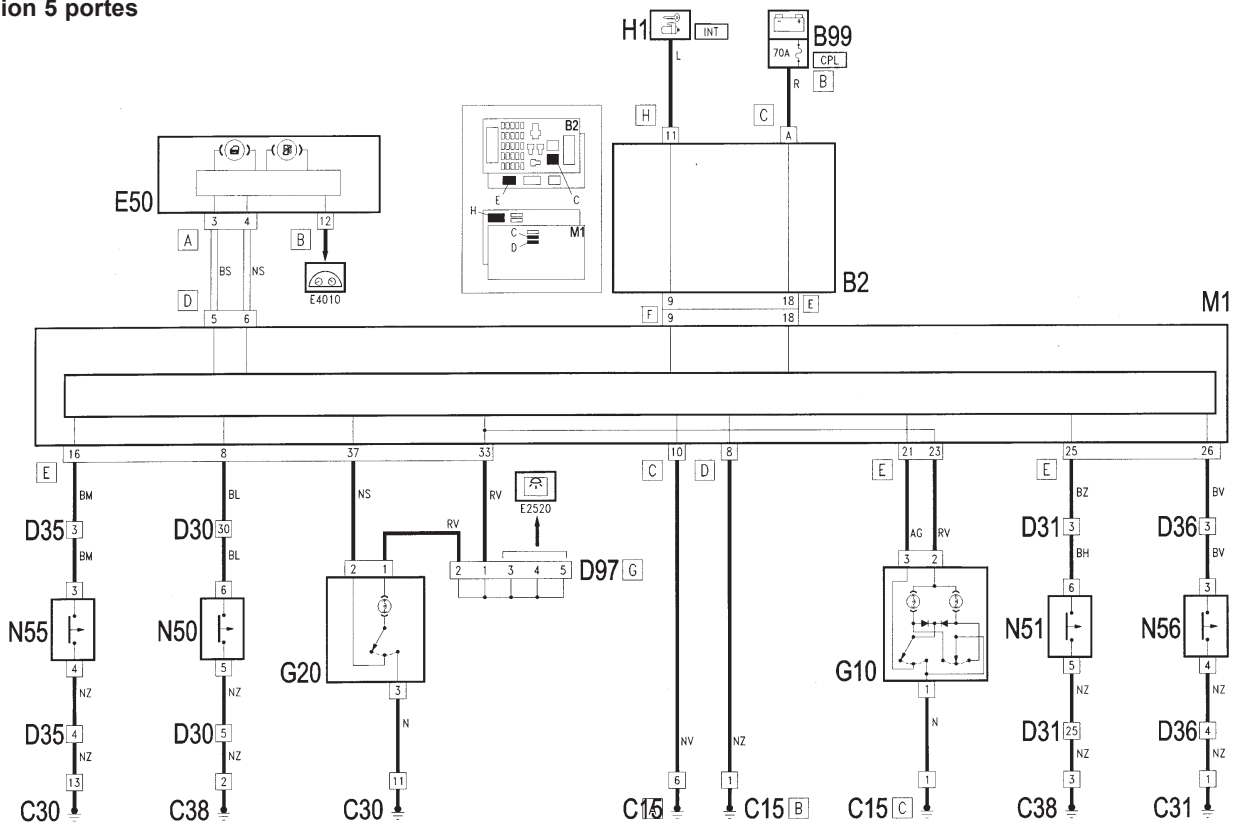 ion 5 portes
H1
INT
B99
70A
CPL
B
L
R
H
C
11
A
B2
E
C
H
M1
C
D
E50
3
4
12
A
B
BS
NS
E4010
D
5
6
B2
9
18
E
F
9
18
M1
16
8
37
33
10
8
21
23
25
26
E
C
D
E
E
BM
BL
NS
RV
E2520
BZ
BV
D35
3
D30
30
RV
AG
RV
D31
3
D36
3
BM
BL
BH
BV
2
1
2
1
3
4
5
D97
G
3
2
3
6
6
3
N55
N50
G20
G10
N51
N56
4
5
3
1
5
4
NZ
NZ
N
N
NZ
NZ
D35
4
D30
5
NV
NZ
D31
25
D36
4
NZ
NZ
NZ
NZ
13
2
11
6
1
1
3
1
C30
C38
C30
C15
A
C15
B
C15
C
C38
C31